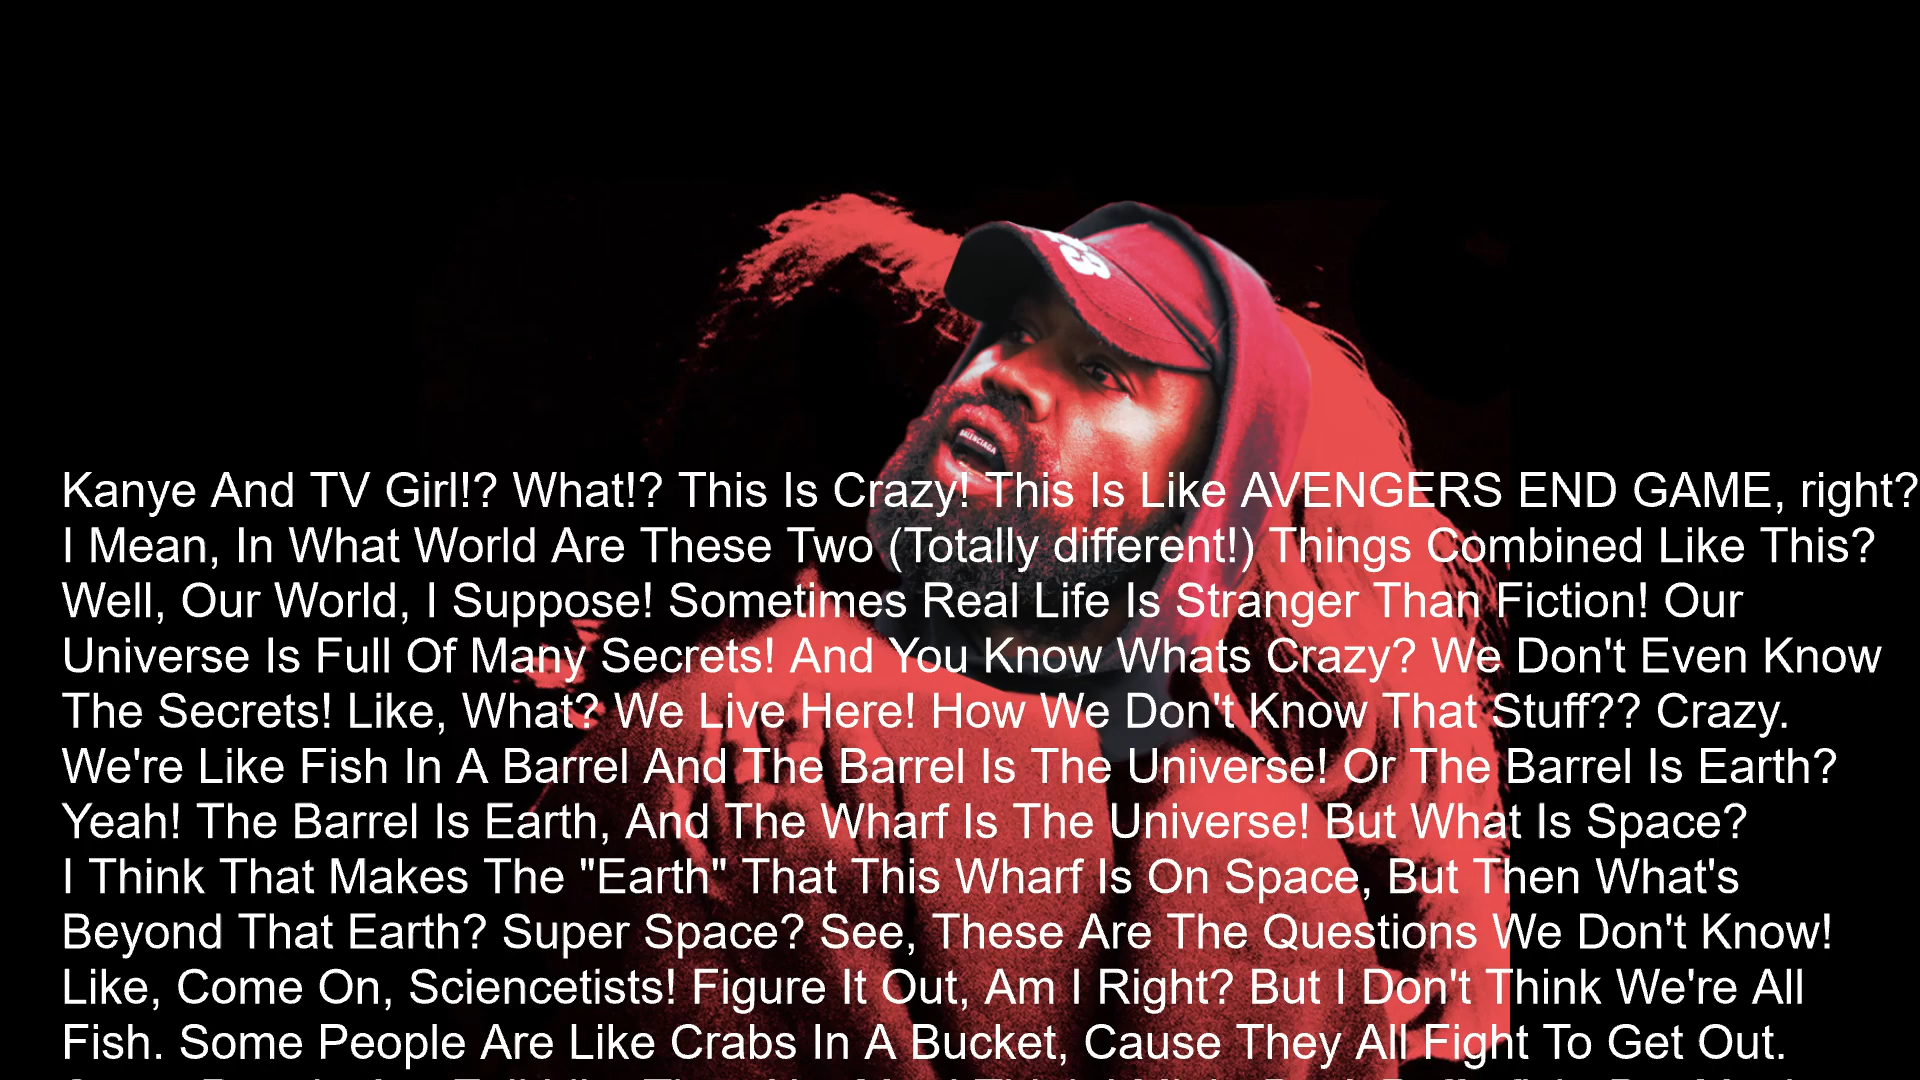 23
BALENCIAGA
Kanye And TV Girl!? What!? This Is Crazy! This Is Like AVENGERS END GAME, right?
I Mean, In What World Are These Two (Totally different!) Things Combined Like This?
Well, Our World, I Suppose! Sometimes Real Life Is Stranger Than Fiction! Our
Universe Is Full Of Many Secrets! And You Know Whats Crazy? We Don't Even Know
The Secrets! Like, What? We Live Here! How We Don't Know That Stuff?? Crazy.
We're Like Fish In A Barrel And The Barrel Is The Universe! Or The Barrel Is Earth?
Yeah! The Barrel Is Earth, And The Wharf Is The Universe! But What Is Space?
I Think That Makes The "Earth" That This Wharf Is On Space, But Then What's
Beyond That Earth? Super Space? See, These Are The Questions We Don't Know!
Like, Come On, Sciencetists! Figure It Out, Am I Right? But I Don't Think We're All
Fish. Some People Are Like Crabs In A Bucket, Cause They All Fight To Get Out.